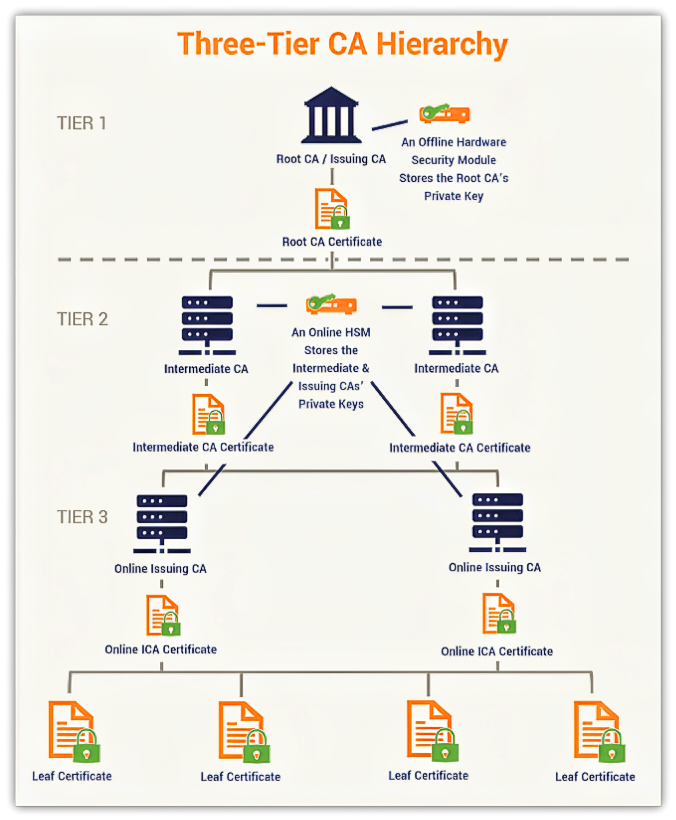 Three-Tier CA Hierarchy
TIER 1
Root CA / Issuing CA
An Offline Hardware
Security Module
Stores the Root CA's
Private Key
Root CA Certificate
TIER 2
Intermediate CA
An Online HSM
Stores the
Intermediate &
Issuing CAs'
Private Keys
Intermediate CA
Intermediate CA Certificate
Intermediate CA Certificate
TIER 3
Online Issuing CA
Online Issuing CA
Online ICA Certificate
Online ICA Certificate
Leaf Certificate
Leaf Certificate
Leaf Certificate
Leaf Certificate